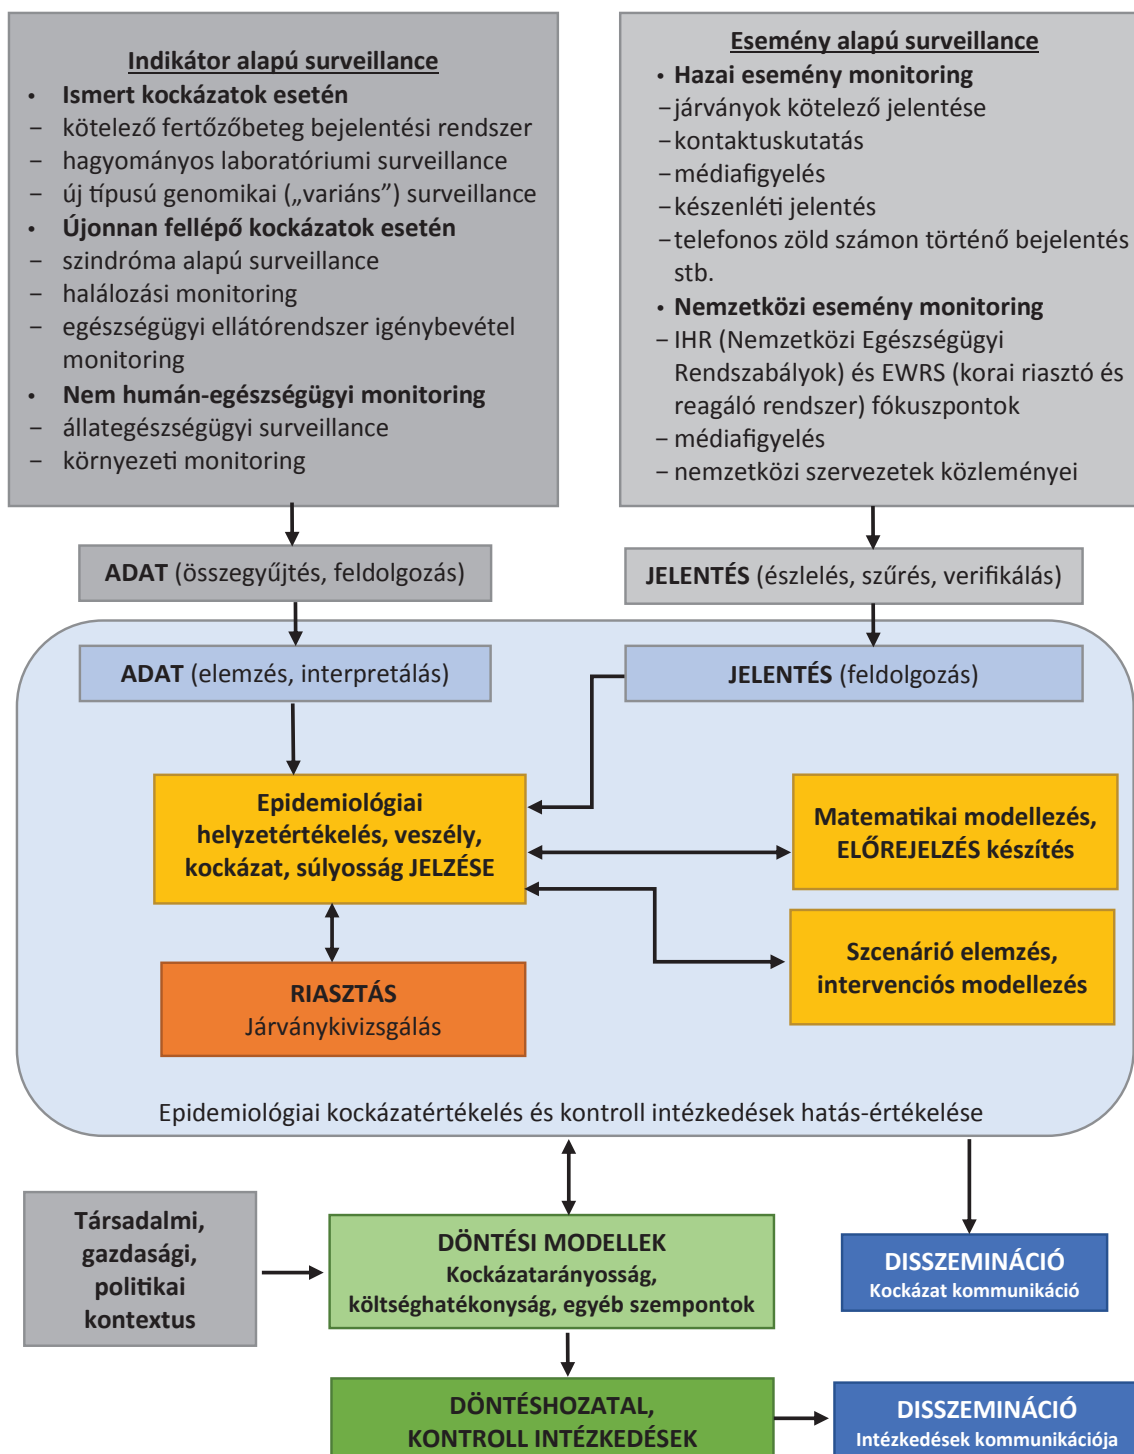 Indikátor alapú surveillance
• Ismert kockázatok esetén
− kötelező fertőzőbeteg bejelentési rendszer
− hagyományos laboratóriumi surveillance
− új típusú genomikai („variáns”) surveillance
• Újonnan fellépő kockázatok esetén
− szindróma alapú surveillance
− halálozási monitoring
− egészségügyi ellátórendszer igénybevétel
monitoring
• Nem humán-egészségügyi monitoring
− állategészségügyi surveillance
− környezeti monitoring
Esemény alapú surveillance
• Hazai esemény monitoring
− járványok kötelező jelentése
− kontaktuskutatás
− médiafigyelés
− készenléti jelentés
− telefonos zöld számon történő bejelentés
stb.
• Nemzetközi esemény monitoring
− IHR (Nemzetközi Egészségügyi
Rendszabályok) és EWRS (korai riasztó és
reagáló rendszer) fókuszpontok
− médiafigyelés
− nemzetközi szervezetek közleményei
ADAT (összegyűjtés, feldolgozás)
JELENTÉS (észlelés, szűrés, verifikálás)
ADAT (elemzés, interpretálás)
JELENTÉS (feldolgozás)
Epidemiológiai
helyzetértékelés, veszély,
kockázat, súlyosság JELZÉSE
Matematikai modellezés,
ELŐREJELZÉS készítés
Szcenárió elemzés,
intervenciós modellezés
RIASZTÁS
Járványkivizsgálás
Epidemiológiai kockázatértékelés és kontroll intézkedések hatás-értékelése
Társadalmi,
gazdasági,
politikai
kontextus
DÖNTÉSI MODELLEK
Kockázatarányosság,
költséghatékonyság, egyéb szempontok
DISSZEMINÁCIÓ
Kockázat kommunikáció
DÖNTÉSHOZATAL,
KONTROLL INTÉZKEDÉSEK
DISSZEMINÁCIÓ
Intézkedések kommunikációja